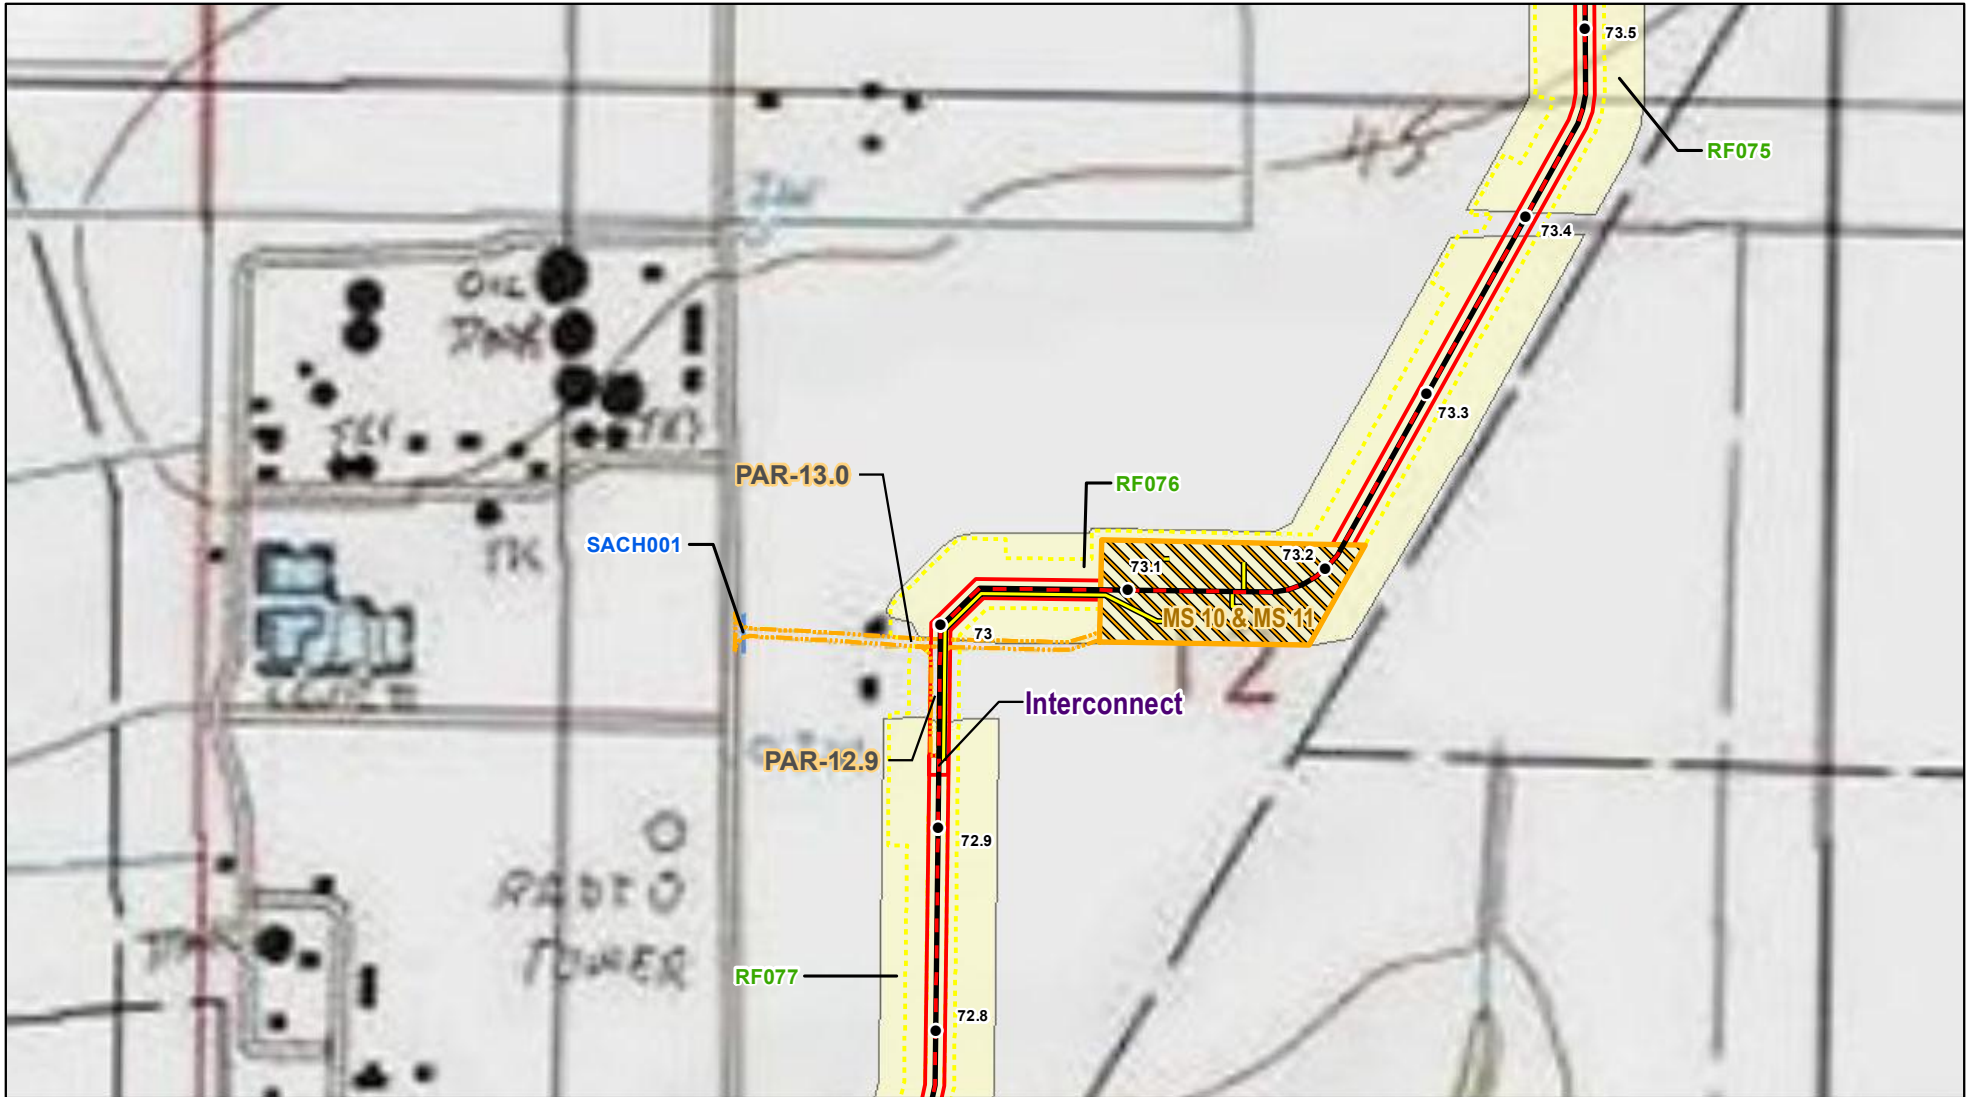 73.5
RF075
73.4
73.3
PAR-13.0
RF076
SACH001
73.2
73.1
MS 10 & MS 11
73
12
Interconnect
PAR-12.9
72.9
RADIO
TOWER
RF077
72.8
OIL
TK